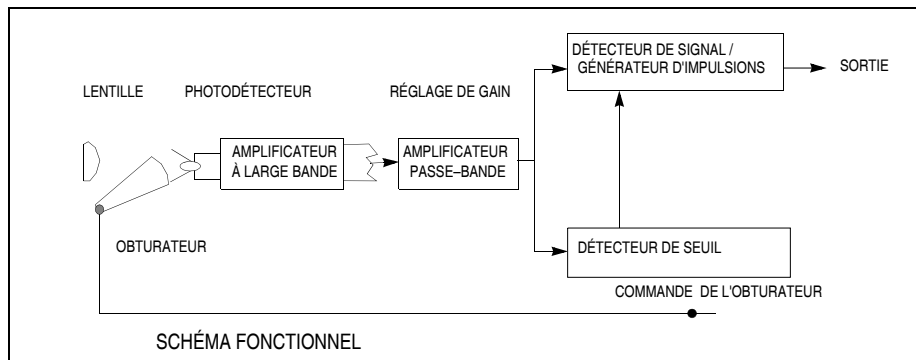 DÉTECTEUR DE SIGNAL /
GÉNÉRATEUR D'IMPULSIONS
SORTIE
LENTILLE
PHOTODÉTECTEUR
RÉGLAGE DE GAIN
AMPLIFICATEUR
À LARGE BANDE
AMPLIFICATEUR
PASSE–BANDE
OBTURATEUR
DÉTECTEUR DE SEUIL
COMMANDE DE L'OBTURATEUR
SCHÉMA FONCTIONNEL